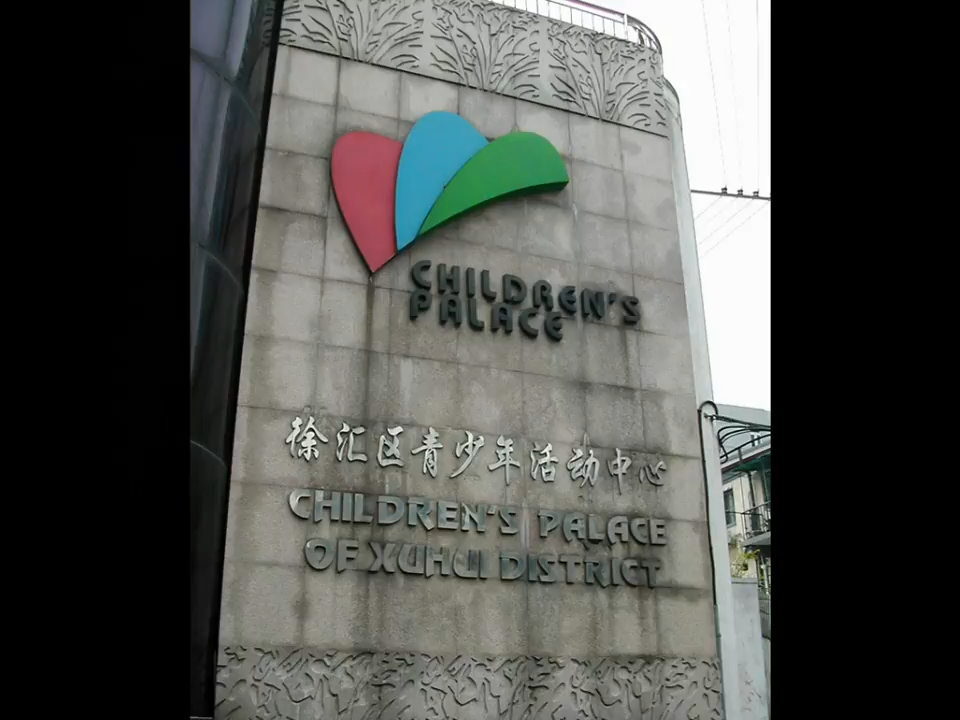 CHILDREN'S
PALACE
徐汇区青少年活动中心
CHILDREN'S PALACE
OF XUHUI DISTRICT